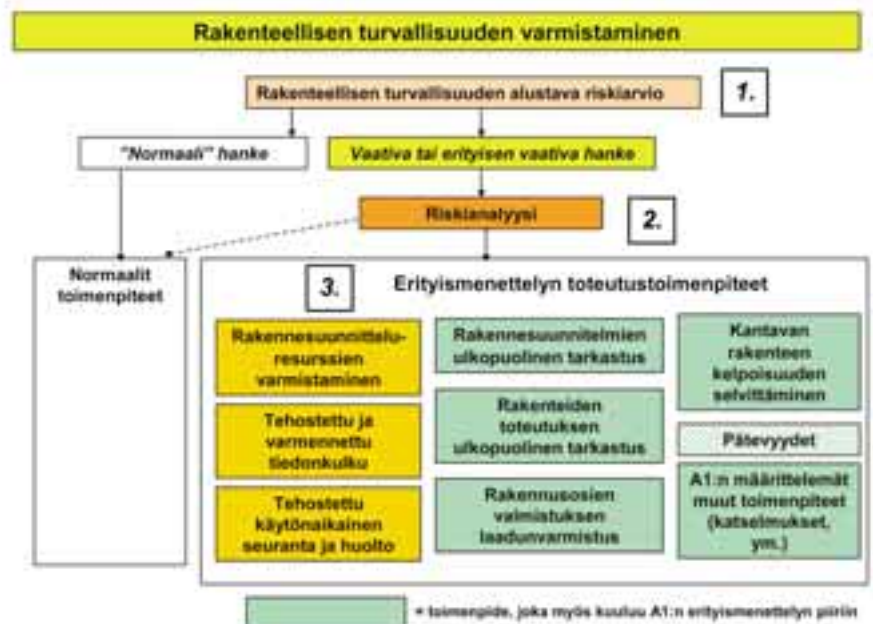 Rakenteellisen turvallisuuden varmistaminen
Rakenteellisen turvallisuuden alustava riskiarvio
1.
"Normaali" hanke
Vaativa tai erityisen vaativa hanke
Riskianalyysi
2.
Normaalit
toimenpiteet
3.
Erityismenettelyn toteutustoimenpiteet
Rakennesuunnittelu-
resurssien
varmistaminen
Tehostettu ja
varmennettu
tiedonkulku
Tehostettu
käytönaikainen
seuranta ja huolto
Rakennesuunnitelmien
ulkopuolinen tarkastus
Rakenteiden
toteutuksen
ulkopuolinen tarkastus
Rakennusosien
valmistuksen
laadunvarmistus
Kantavan
rakenteen
kelpoisuuden
selvittäminen
Pätevyydet
A1:n määrittelemät
muut toimenpiteet
(katselmukset,
ym.)
= toimenpide, joka myös kuuluu A1:n erityismenettelyn piiriin